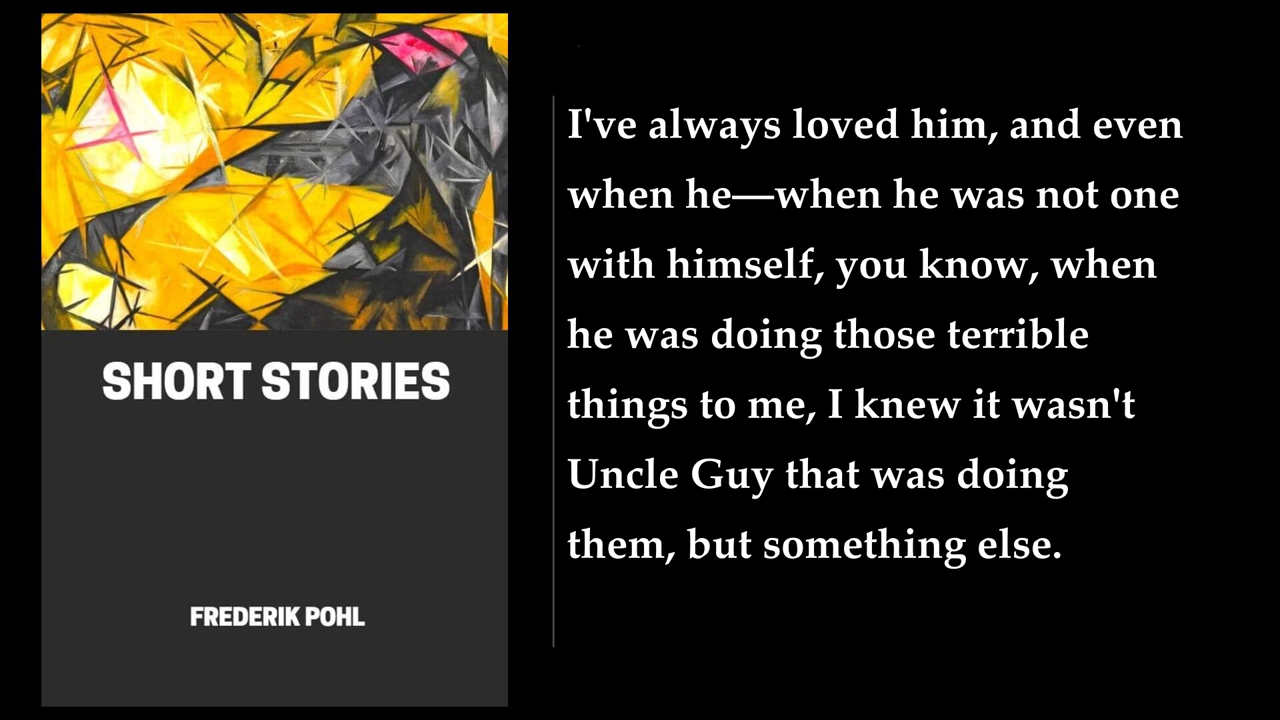 SHORT STORIES
FREDERIK POHL
I've always loved him, and even
when he—when he was not one
with himself, you know, when
he was doing those terrible
things to me, I knew it wasn't
Uncle Guy that was doing
them, but something else.